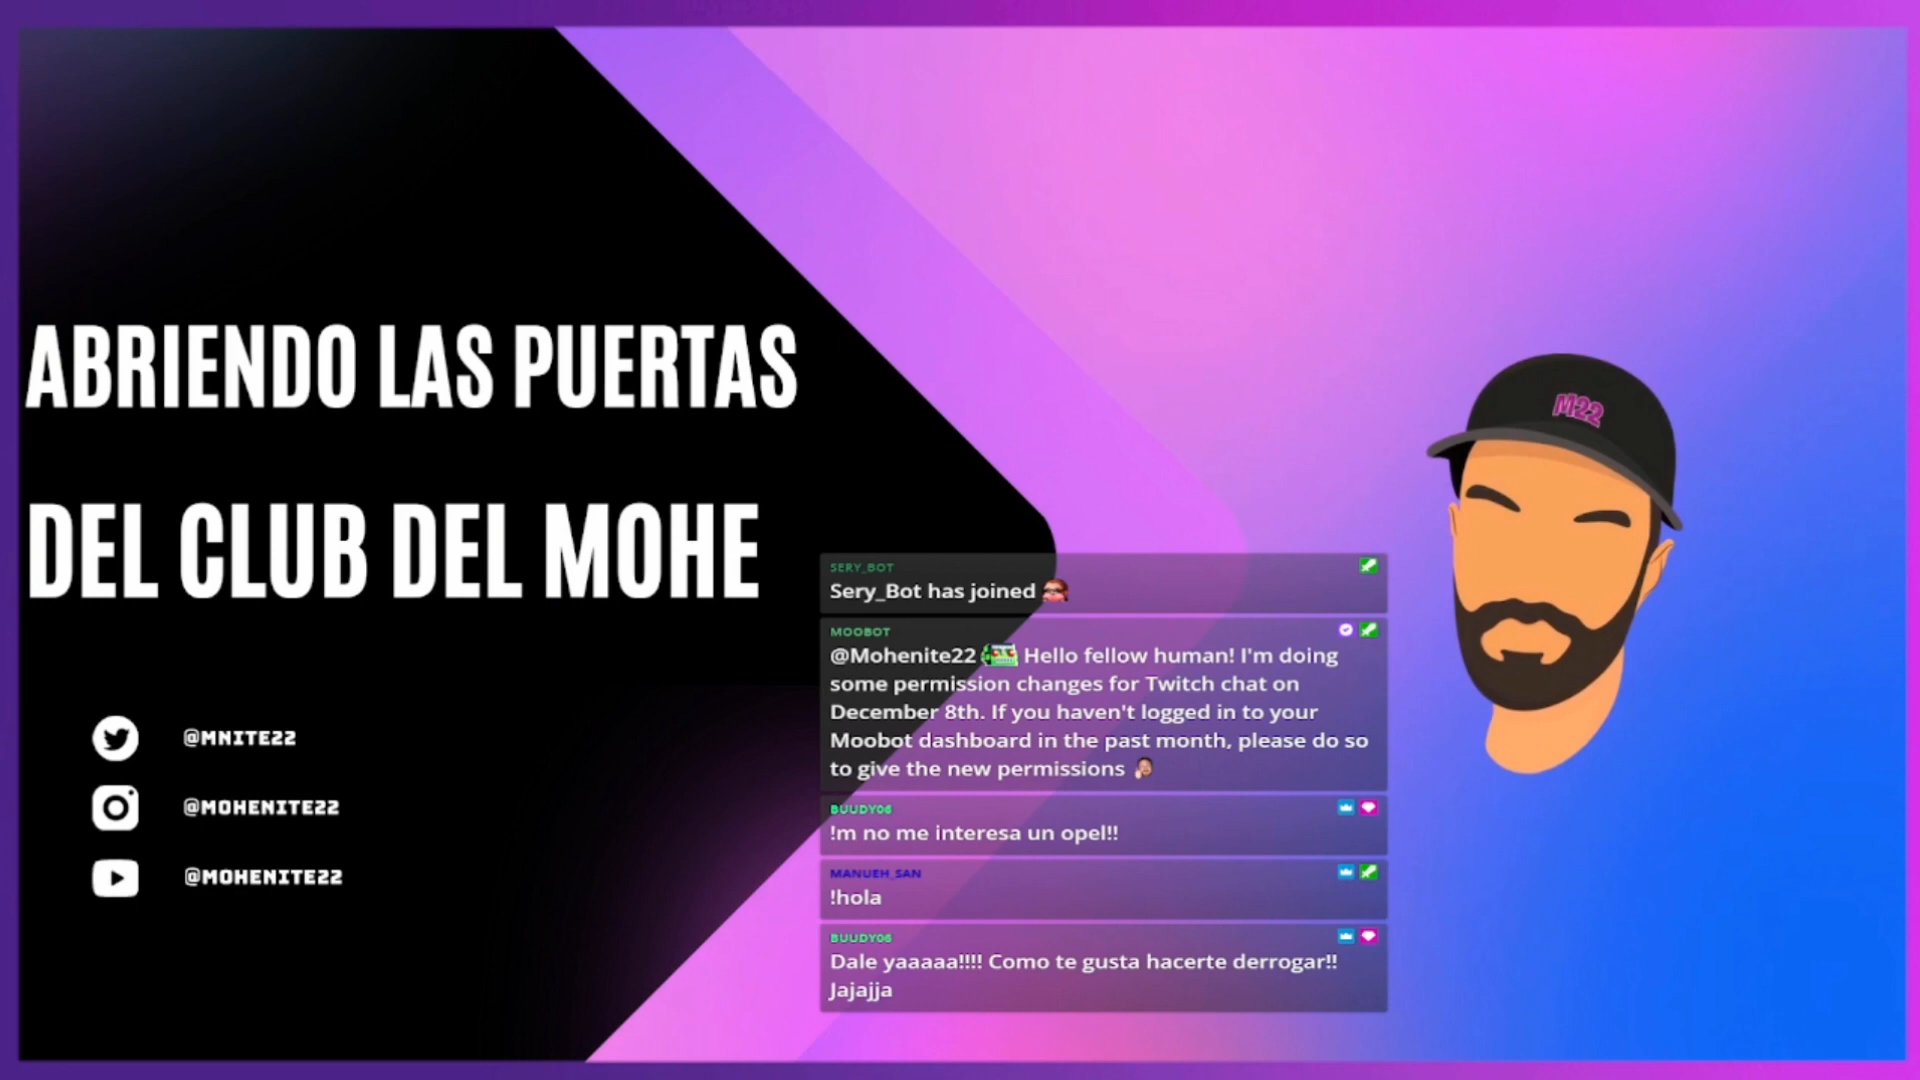 ABRIENDO LAS PUERTAS
DEL CLUB DEL MOHE
@MNITE22
@MOHENITE22
@MOHENITE22
SERY_BOT
Sery_Bot has joined
MOOBOT
@Mohenite22 Hello fellow human! I'm doing
some permission changes for Twitch chat on
December 8th. If you haven't logged in to your
Moobot dashboard in the past month, please do so
to give the new permissions
BUUDY06
!m no me interesa un opel!!
MANUEH_SAN
!hola
BUUDY06
Dale yaaaaa!!!! Como te gusta hacerte derrogar!!
Jajajja
M22